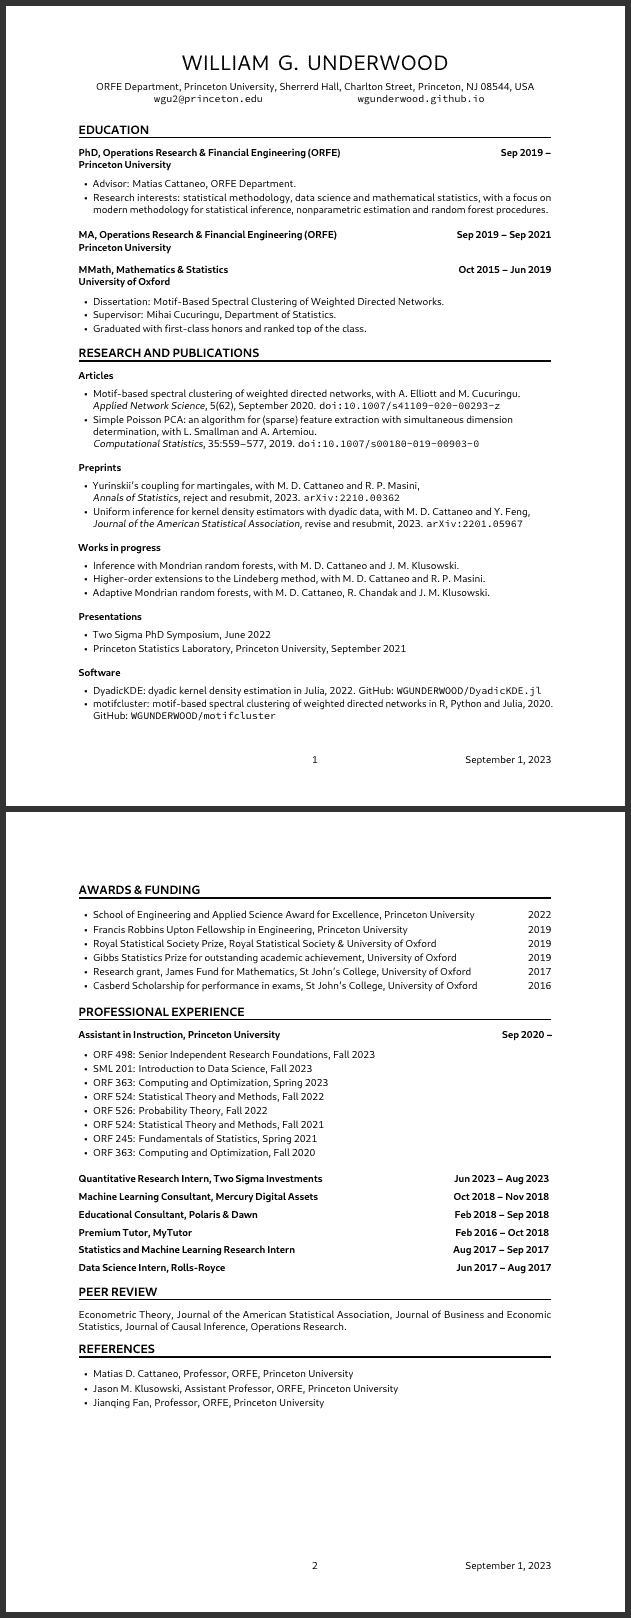 WILLIAM G. UNDERWOOD
ORFE Department, Princeton University, Sherrerd Hall, Charlton Street, Princeton, NJ 08544, USA
wgu2@princeton.edu wgunderwood.github.io
EDUCATION
PhD, Operations Research & Financial Engineering (ORFE) Sep 2019 –
Princeton University
• Advisor: Matias Cattaneo, ORFE Department.
• Research interests: statistical methodology, data science and mathematical statistics, with a focus on
modern methodology for statistical inference, nonparametric estimation and random forest procedures.
MA, Operations Research & Financial Engineering (ORFE) Sep 2019 – Sep 2021
Princeton University
MMath, Mathematics & Statistics Oct 2015 – Jun 2019
University of Oxford
• Dissertation: Motif-Based Spectral Clustering of Weighted Directed Networks.
• Supervisor: Mihai Cucuringu, Department of Statistics.
• Graduated with first-class honors and ranked top of the class.
RESEARCH AND PUBLICATIONS
Articles
• Motif-based spectral clustering of weighted directed networks, with A. Elliott and M. Cucuringu.
Applied Network Science, 5(62), September 2020. doi:10.1007/s41109-020-00293-z
• Simple Poisson PCA: an algorithm for (sparse) feature extraction with simultaneous dimension
determination, with L. Smallman and A. Artemiou.
Computational Statistics, 35:559–577, 2019. doi:10.1007/s00180-019-00903-0
Preprints
• Yurinskii's coupling for martingales, with M. D. Cattaneo and R. P. Masini,
Annals of Statistics, reject and resubmit, 2023. arXiv:2210.00362
• Uniform inference for kernel density estimators with dyadic data, with M. D. Cattaneo and Y. Feng,
Journal of the American Statistical Association, revise and resubmit, 2023. arXiv:2201.05967
Works in progress
• Inference with Mondrian random forests, with M. D. Cattaneo and J. M. Klusowski.
• Higher-order extensions to the Lindeberg method, with M. D. Cattaneo and R. P. Masini.
• Adaptive Mondrian random forests, with M. D. Cattaneo, R. Chandak and J. M. Klusowski.
Presentations
• Two Sigma PhD Symposium, June 2022
• Princeton Statistics Laboratory, Princeton University, September 2021
Software
• DyadicKDE: dyadic kernel density estimation in Julia, 2022. GitHub: WGUNDERWOOD/DyadicKDE.jl
• motifcluster: motif-based spectral clustering of weighted directed networks in R, Python and Julia, 2020.
GitHub: WGUNDERWOOD/motifcluster
1 September 1, 2023
AWARDS & FUNDING
• School of Engineering and Applied Science Award for Excellence, Princeton University 2022
• Francis Robbins Upton Fellowship in Engineering, Princeton University 2019
• Royal Statistical Society Prize, Royal Statistical Society & University of Oxford 2019
• Gibbs Statistics Prize for outstanding academic achievement, University of Oxford 2019
• Research grant, James Fund for Mathematics, St John's College, University of Oxford 2017
• Casberd Scholarship for performance in exams, St John's College, University of Oxford 2016
PROFESSIONAL EXPERIENCE
Assistant in Instruction, Princeton University Sep 2020 –
• ORF 498: Senior Independent Research Foundations, Fall 2023
• SML 201: Introduction to Data Science, Fall 2023
• ORF 363: Computing and Optimization, Spring 2023
• ORF 524: Statistical Theory and Methods, Fall 2022
• ORF 526: Probability Theory, Fall 2022
• ORF 524: Statistical Theory and Methods, Fall 2021
• ORF 245: Fundamentals of Statistics, Spring 2021
• ORF 363: Computing and Optimization, Fall 2020
Quantitative Research Intern, Two Sigma Investments Jun 2023 – Aug 2023
Machine Learning Consultant, Mercury Digital Assets Oct 2018 – Nov 2018
Educational Consultant, Polaris & Dawn Feb 2018 – Sep 2018
Premium Tutor, MyTutor Feb 2016 – Oct 2018
Statistics and Machine Learning Research Intern Aug 2017 – Sep 2017
Data Science Intern, Rolls-Royce Jun 2017 – Aug 2017
PEER REVIEW
Econometric Theory, Journal of the American Statistical Association, Journal of Business and Economic
Statistics, Journal of Causal Inference, Operations Research.
REFERENCES
• Matias D. Cattaneo, Professor, ORFE, Princeton University
• Jason M. Klusowski, Assistant Professor, ORFE, Princeton University
• Jianqing Fan, Professor, ORFE, Princeton University
2 September 1, 2023